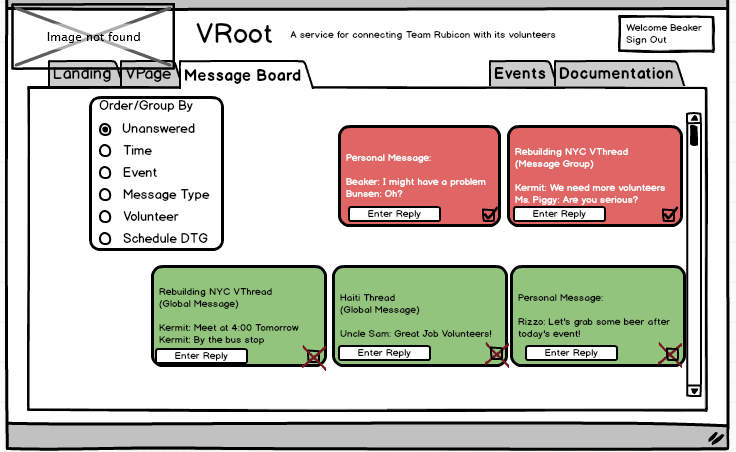 Image not found
VRoot
A service for connecting Team Rubicon with its volunteers
Welcome Beaker
Sign Out
Landing
VPage
Message Board
Events
Documentation
Order/Group By
Unanswered
Time
Event
Message Type
Volunteer
Schedule DTG
Personal Message:
Beaker: I might have a problem
Bunsen: Oh?
Enter Reply
Rebuilding NYC VThread
(Message Group)
Kermit: We need more volunteers
Ms. Piggy: Are you serious?
Enter Reply
Rebuilding NYC VThread
(Global Message)
Kermit: Meet at 4:00 Tomorrow
Kermit: By the bus stop
Enter Reply
Haiti Thread
(Global Message)
Uncle Sam: Great Job Volunteers!
Enter Reply
Personal Message:
Rizzo: Let's grab some beer after
today's event!
Enter Reply